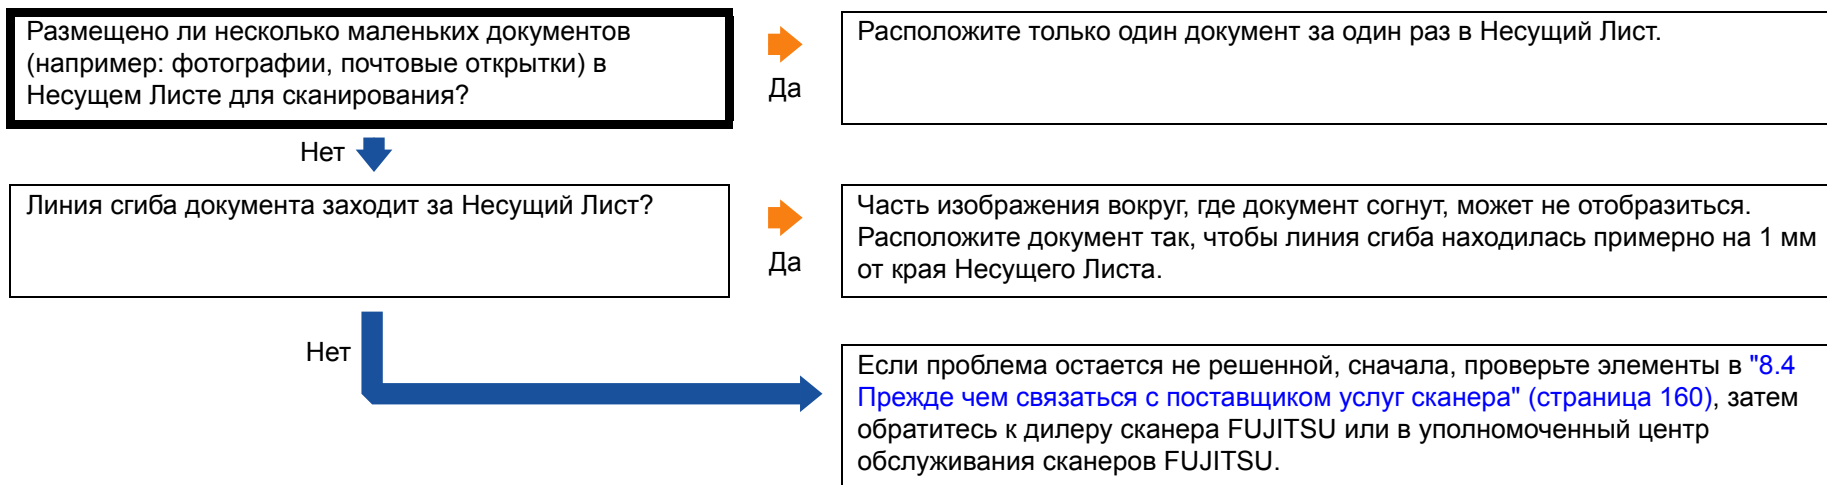 Размещено ли несколько маленьких документов
(например: фотографии, почтовые открытки) в
Несущем Листе для сканирования?
Да
Расположите только один документ за один раз в Несущий Лист.
Нет
Линия сгиба документа заходит за Несущий Лист?
Да
Часть изображения вокруг, где документ согнут, может не отобразиться.
Расположите документ так, чтобы линия сгиба находилась примерно на 1 мм
от края Несущего Листа.
Нет
Если проблема остается не решенной, сначала, проверьте элементы в "8.4
Прежде чем связаться с поставщиком услуг сканера" (страница 160), затем
обратитесь к дилеру сканера FUJITSU или в уполномоченный центр
обслуживания сканеров FUJITSU.